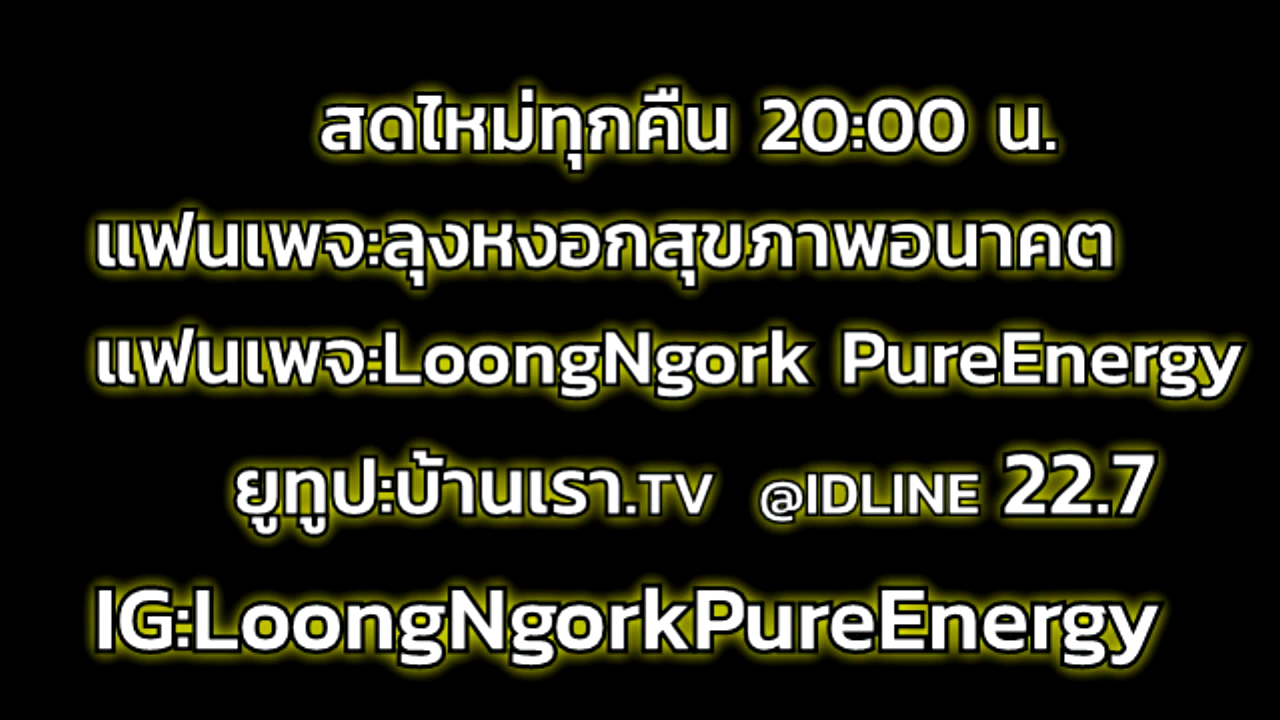 สดใหม่ทุกคืน 20:00 น.
แฟนเพจ:ลุงหงอกสุขภาพอนาคต
แฟนเพจ:LoongNgork PureEnergy
ยูทูป:บ้านเรา.TV @IDLINE 22.7
IG:LoongNgorkPureEnergy